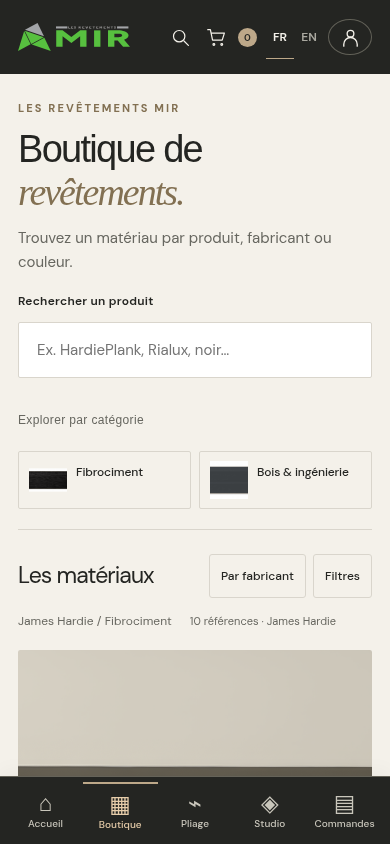 LES REVÊTEMENTS
MIR
0
FR
EN
LES REVÊTEMENTS MIR
Boutique de
revêtements.
Trouvez un matériau par produit, fabricant ou
couleur.
Rechercher un produit
Ex. HardiePlank, Rialux, noir…
Explorer par catégorie
Fibrociment
Bois & ingénierie
Les matériaux
Par fabricant
Filtres
James Hardie / Fibrociment
10 références · James Hardie
Accueil
Boutique
Pliage
Studio
Commandes